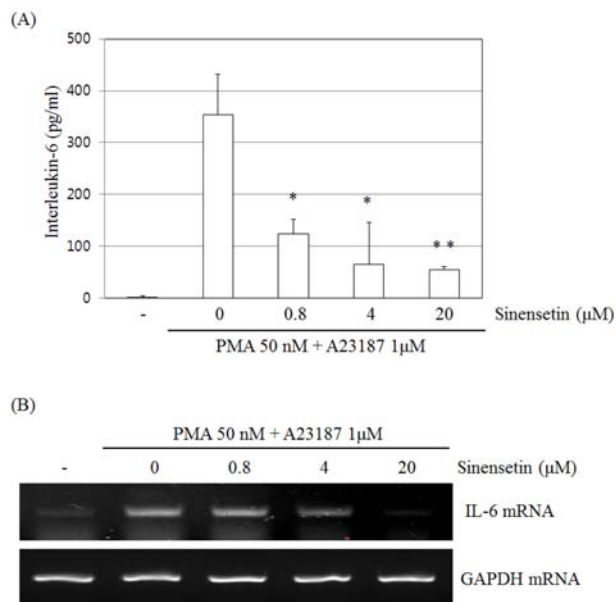 (A)
500
400
300
200
100
0
Interleukin-6 (pg/ml)
*
*
**
- 0 0.8 4 20 Sinensetin (μM)
PMA 50 nM + A23187 1μM
(B)
PMA 50 nM + A23187 1μM
- 0 0.8 4 20 Sinensetin (μM)
IL-6 mRNA
GAPDH mRNA